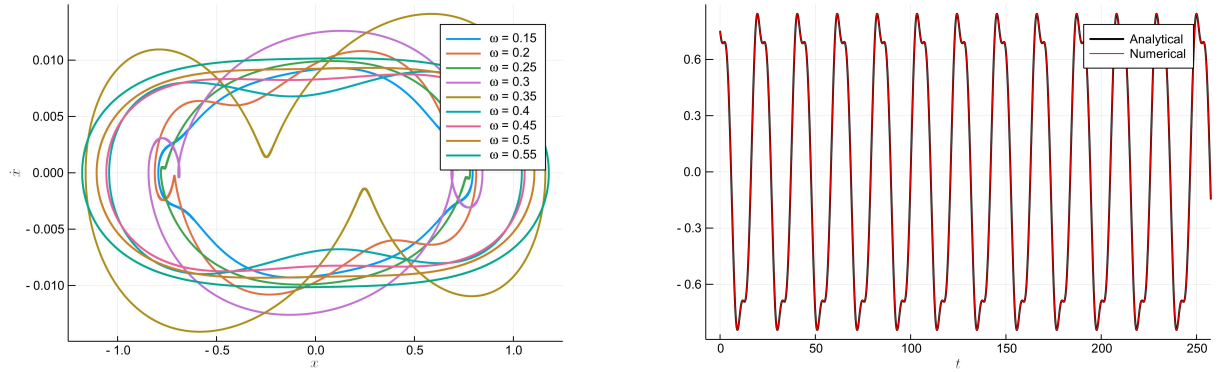 0.010
0.005
0.000
- 0.005
- 0.010
ẋ
- 1.0
- 0.5
0.0
0.5
1.0
x
ω = 0.15
ω = 0.2
ω = 0.25
ω = 0.3
ω = 0.35
ω = 0.4
ω = 0.45
ω = 0.5
ω = 0.55
0.6
0.3
0.0
- 0.3
- 0.6
0
50
100
150
200
250
t
Analytical
Numerical